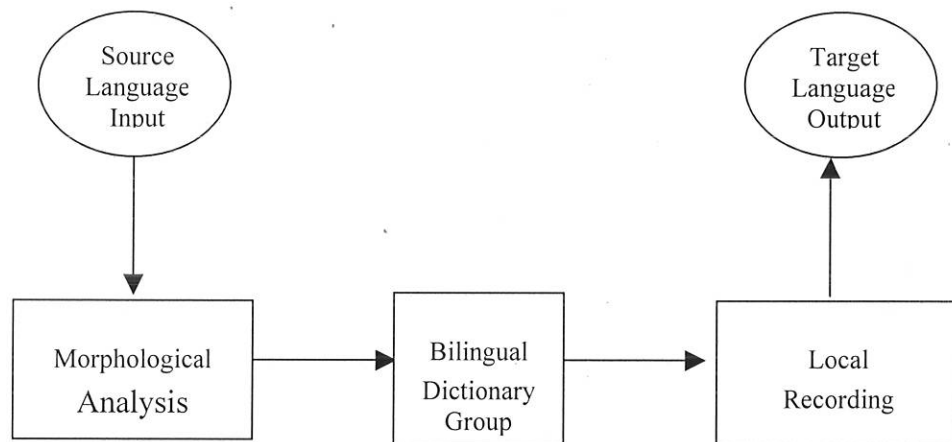 Source
Language
Input
Target
Language
Output
Morphological
Analysis
Bilingual
Dictionary
Group
Local
Recording